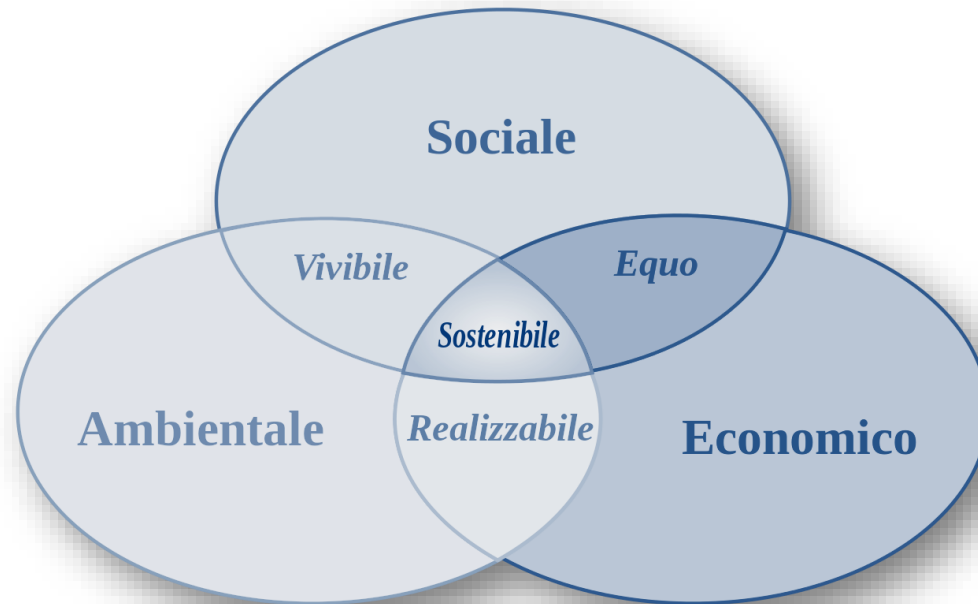 Sociale
Vivibile
Equo
Sostenibile
Ambientale
Realizzabile
Economico